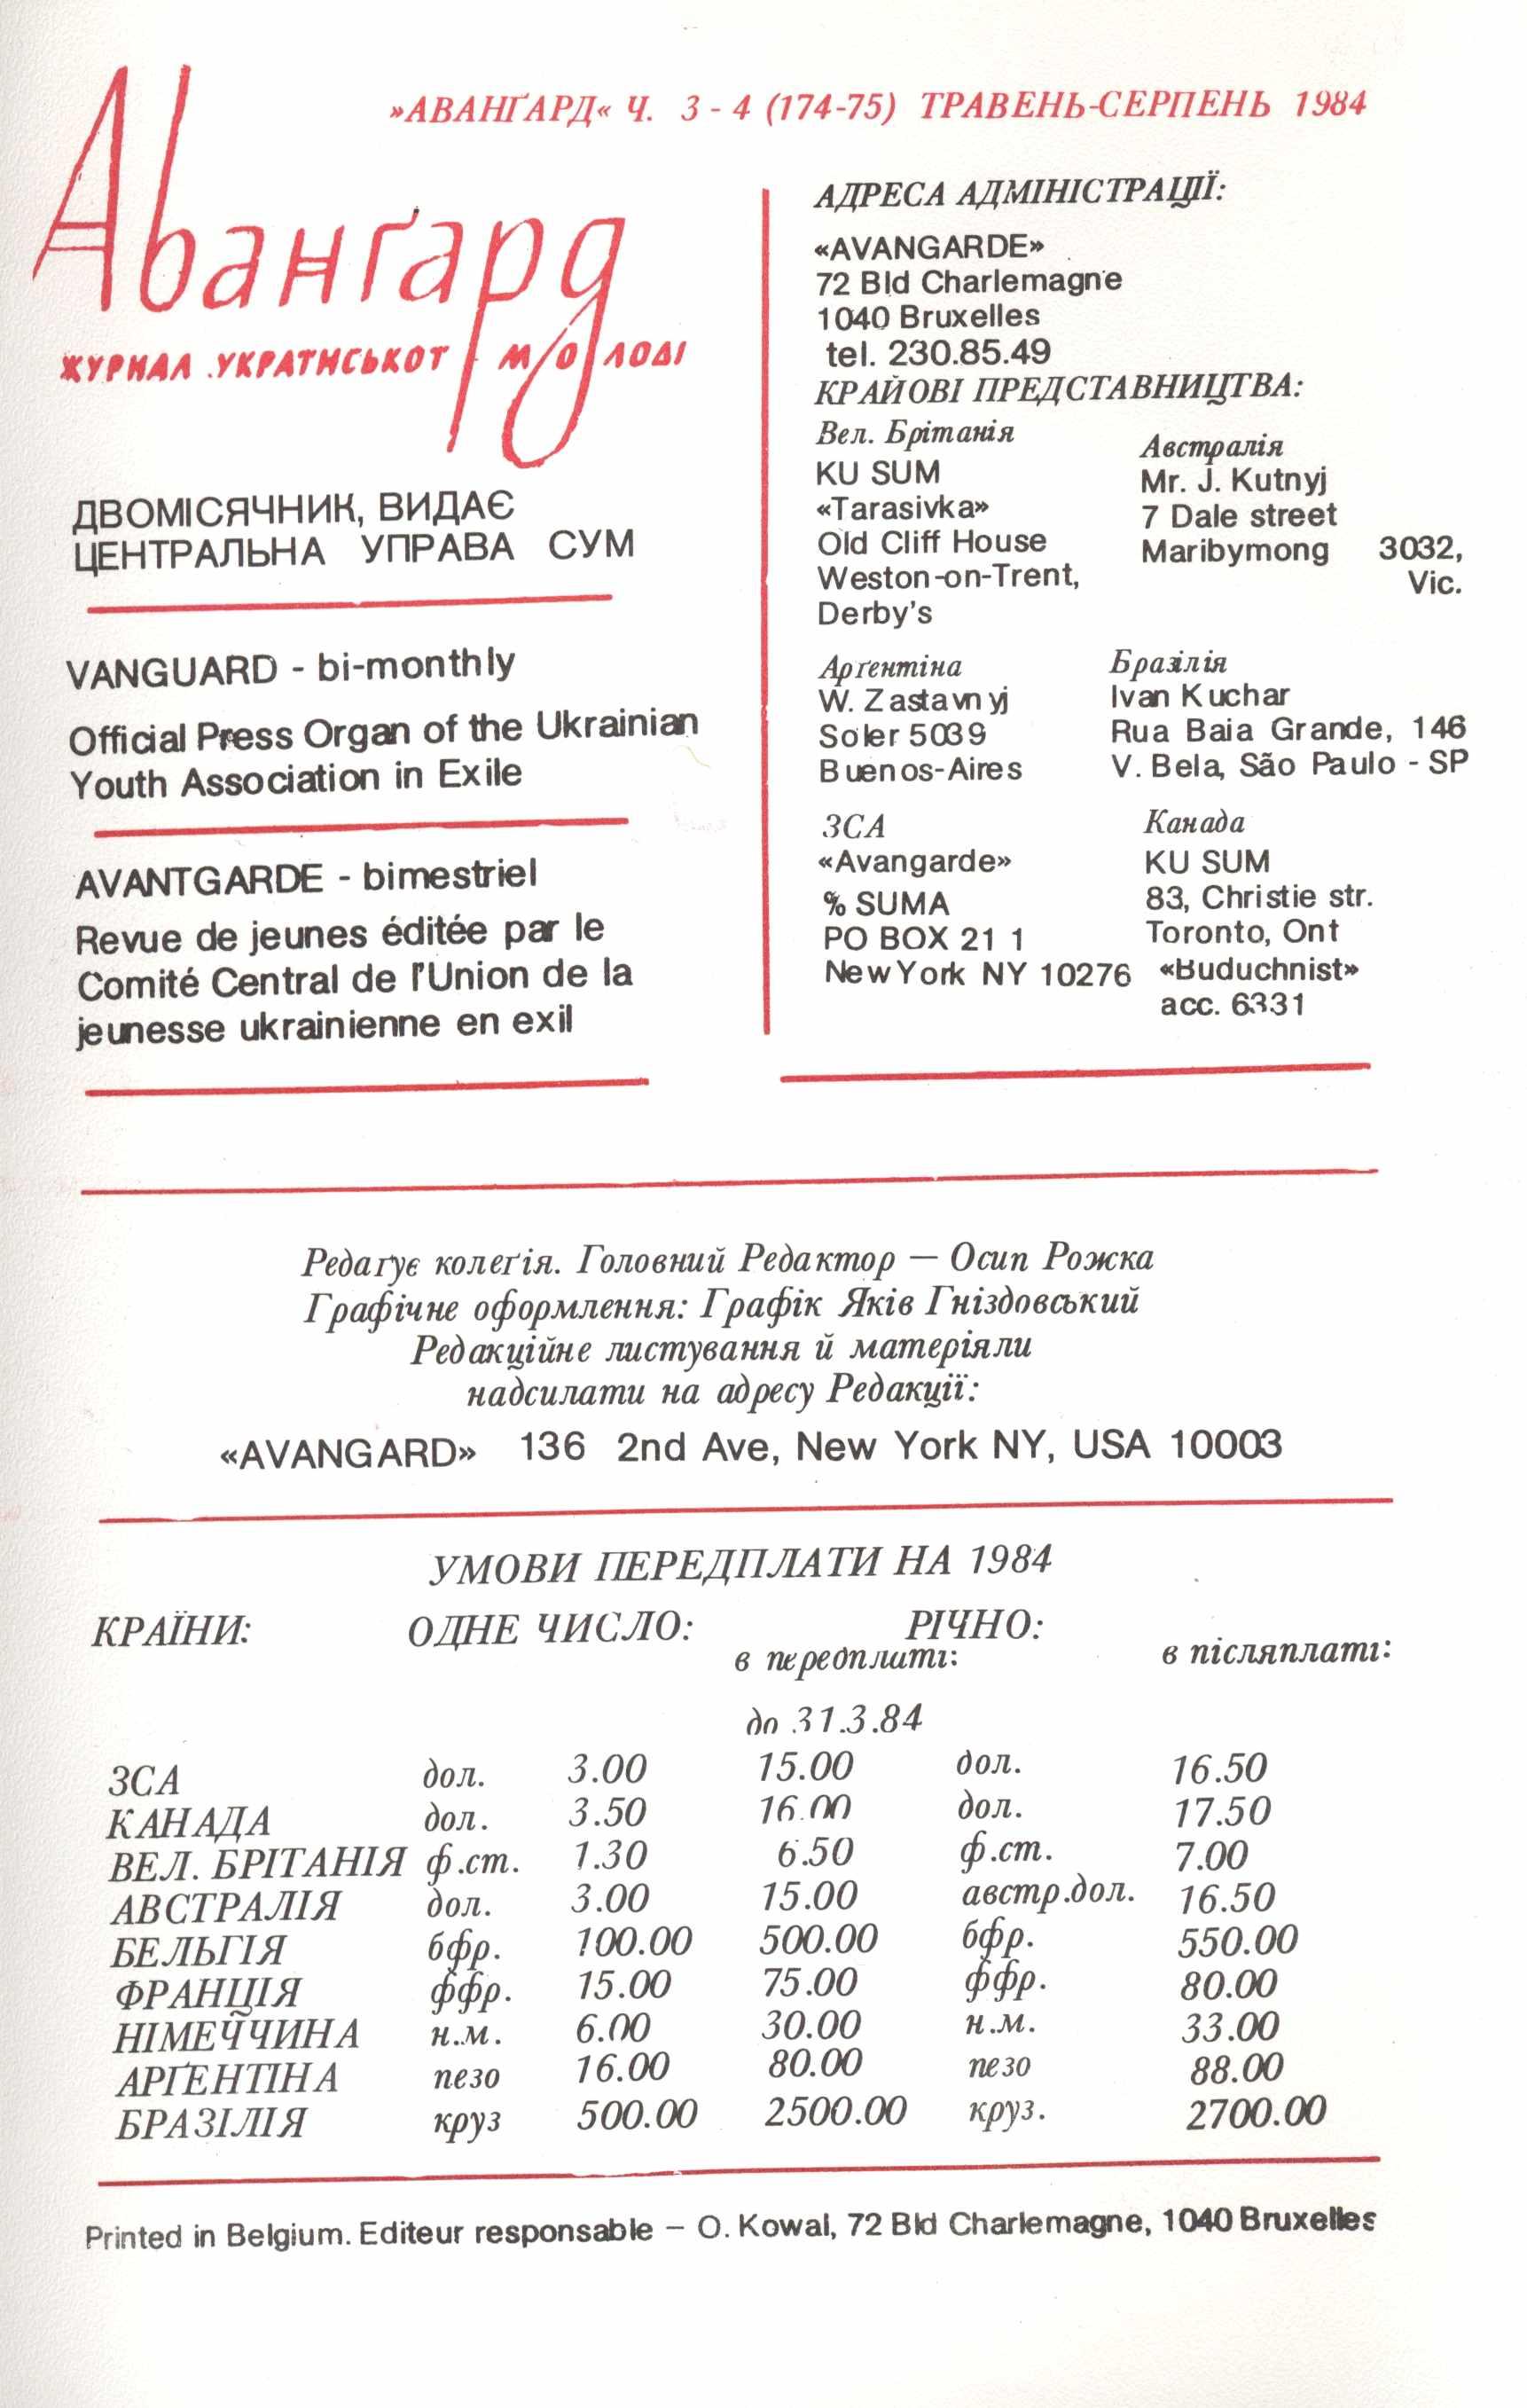 »АВАНҐАРД« Ч. 3 - 4 (174-75) ТРАВЕНЬ-СЕРПЕНЬ 1984
Аванґард
ЖУРНАЛ УКРАЇНСЬКОЇ МОЛОДІ
ДВОМІСЯЧНИК, ВИДАЄ
ЦЕНТРАЛЬНА УПРАВА СУМ
VANGUARD - bi-monthly
Official Press Organ of the Ukrainian
Youth Association in Exile
AVANTGARDE - bimestriel
Revue de jeunes éditée par le
Comité Central de l'Union de la
jeunesse ukrainienne en exil
АДРЕСА АДМІНІСТРАЦІЇ:
«AVANGARDE»
72 Bld Charlemagne
1040 Bruxelles
tel. 230.85.49
КРАЙОВІ ПРЕДСТАВНИЦТВА:
Вел. Брітанія
KU SUM
«Tarasivka»
Old Cliff House
Weston-on-Trent,
Derby's
Австралія
Mr. J. Kutnyj
7 Dale street
Maribymong 3032,
Vic.
Арґентіна
W. Zastavnyj
Soler 5039
Buenos-Aires
Бразілія
Ivan Kuchar
Rua Baia Grande, 146
V. Bela, São Paulo - SP
ЗСА
«Avangarde»
% SUMA
PO BOX 21 1
New York NY 10276
Канада
KU SUM
83, Christie str.
Toronto, Ont
«Buduchnist»
acc. 6331
Редаґує колеґія. Головний Редактор — Осип Рожка
Графічне оформлення: Графік Яків Гніздовський
Редакційне листування й матеріяли
надсилати на адресу Редакції:
«AVANGARD» 136 2nd Ave, New York NY, USA 10003
УМОВИ ПЕРЕДПЛАТИ НА 1984
КРАЇНИ: ОДНЕ ЧИСЛО: РІЧНО:
в передплаті: в післяплаті:
до 31.3.84
ЗСА дол. 3.00 15.00 дол. 16.50
КАНАДА дол. 3.50 16.00 дол. 17.50
ВЕЛ. БРІТАНІЯ ф.ст. 1.30 6.50 ф.ст. 7.00
АВСТРАЛІЯ дол. 3.00 15.00 австр.дол. 16.50
БЕЛЬГІЯ бфр. 100.00 500.00 бфр. 550.00
ФРАНЦІЯ ффр. 15.00 75.00 ффр. 80.00
НІМЕЧЧИНА н.м. 6.00 30.00 н.м. 33.00
АРҐЕНТІНА пезо 16.00 80.00 пезо 88.00
БРАЗІЛІЯ круз 500.00 2500.00 круз. 2700.00
Printed in Belgium. Editeur responsable — O. Kowal, 72 Bld Charlemagne, 1040 Bruxelles